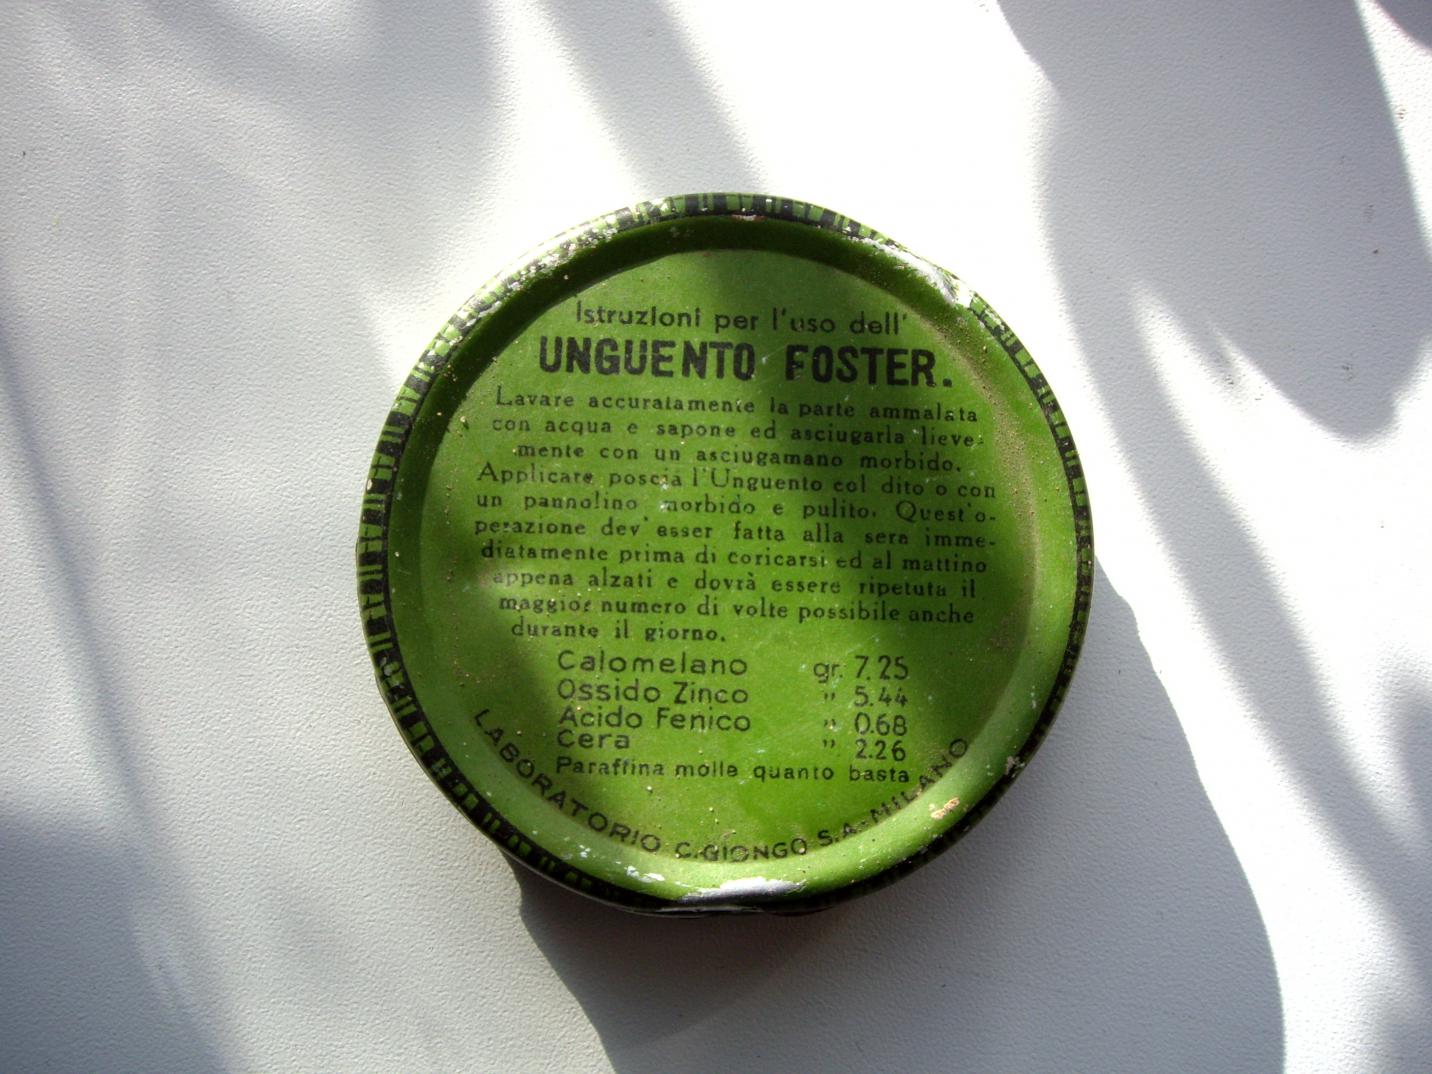 Istruzioni per l'uso dell'
UNGUENTO FOSTER.
Lavare accuratamente la parte ammalata
con acqua e sapone ed asciugarla lieve-
mente con un asciugamano morbido.
Applicare poscia l'Unguento col dito o con
un pannolino morbido e pulito. Quest'o-
perazione dev'esser fatta alla sera imme-
diatamente prima di coricarsi ed al mattino
appena alzati e dovrà essere ripetuta il
maggior numero di volte possibile anche
durante il giorno.
Calomelano gr. 7.25
Ossido Zinco " 5.44
Acido Fenico " 0.68
Cera " 2.26
Paraffina molle quanto basta
LABORATORIO C. GIONGO S.A. - MILANO